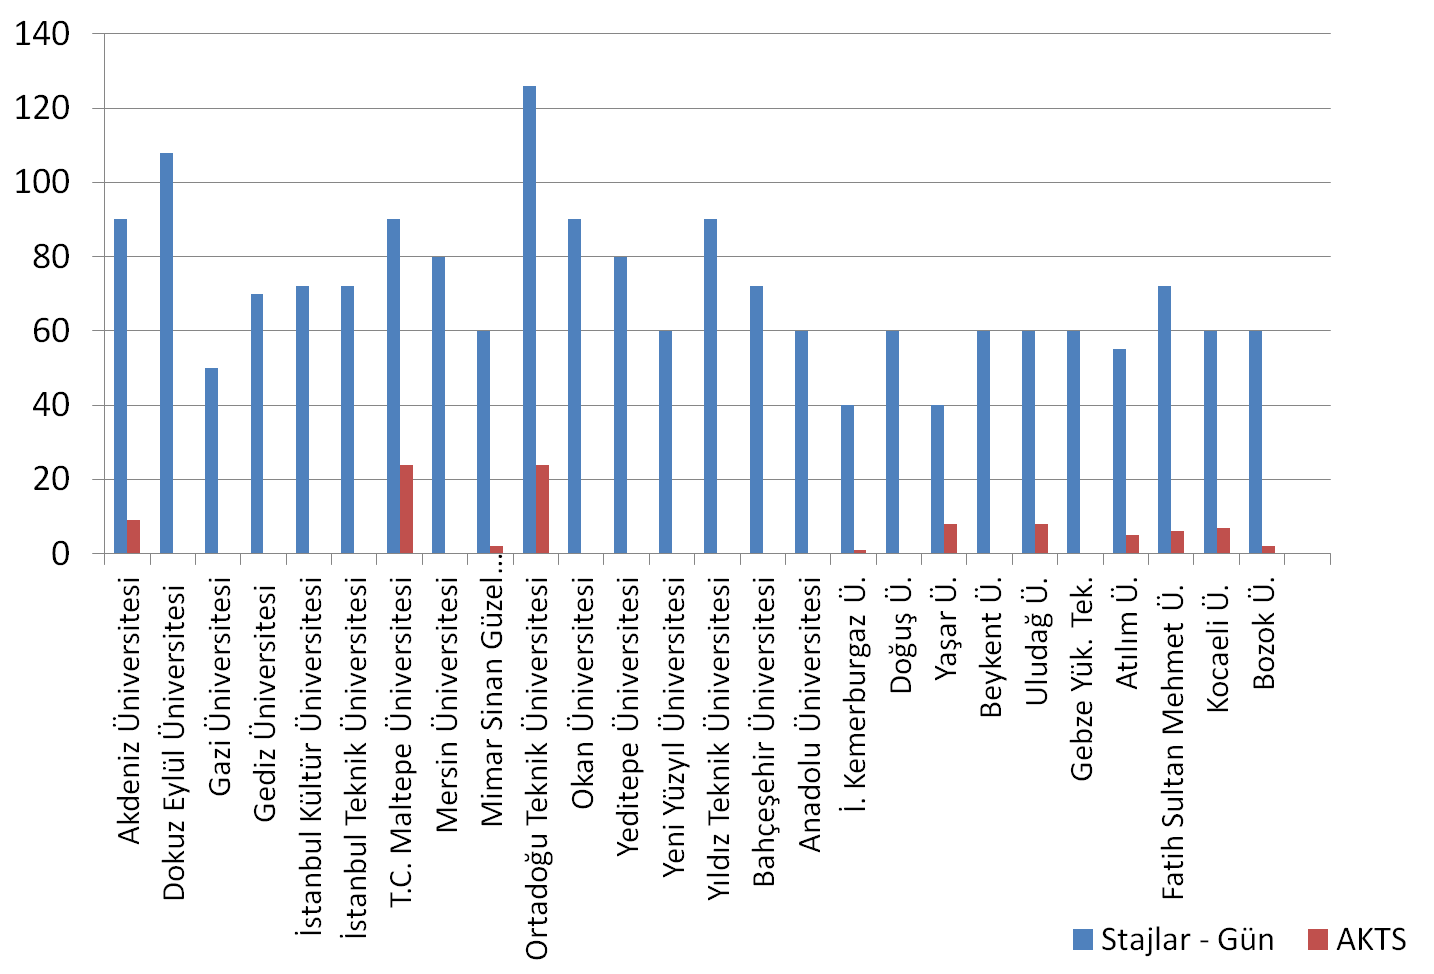 140
120
100
80
60
40
20
0
Akdeniz Üniversitesi
Dokuz Eylül Üniversitesi
Gazi Üniversitesi
Gediz Üniversitesi
İstanbul Kültür Üniversitesi
İstanbul Teknik Üniversitesi
T.C. Maltepe Üniversitesi
Mersin Üniversitesi
Mimar Sinan Güzel...
Ortadoğu Teknik Üniversitesi
Okan Üniversitesi
Yeditepe Üniversitesi
Yeni Yüzyıl Üniversitesi
Yıldız Teknik Üniversitesi
Bahçeşehir Üniversitesi
Anadolu Üniversitesi
İ. Kemerburgaz Ü.
Doğuş Ü.
Yaşar Ü.
Beykent Ü.
Uludağ Ü.
Gebze Yük. Tek.
Atılım Ü.
Fatih Sultan Mehmet Ü.
Kocaeli Ü.
Bozok Ü.
Stajlar - Gün
AKTS